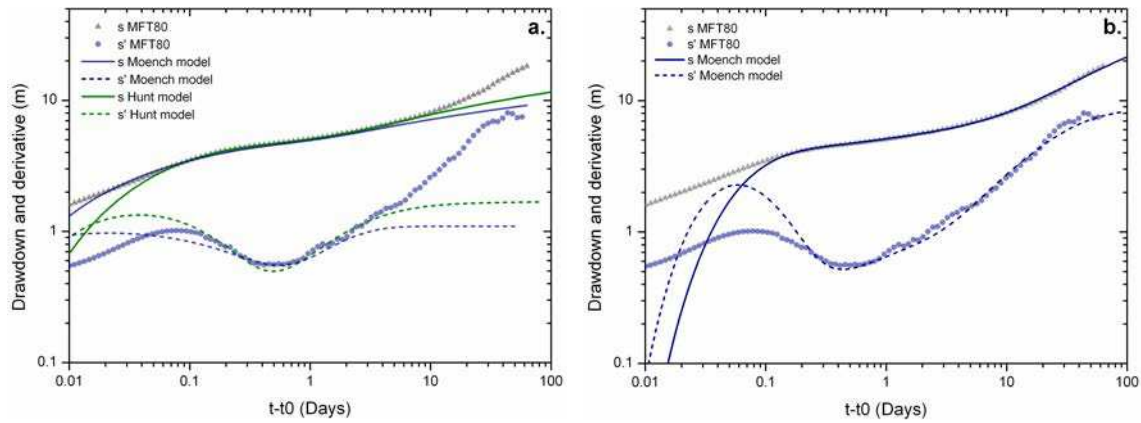 a.
s MFT80
s' MFT80
s Moench model
s' Moench model
s Hunt model
s' Hunt model
Drawdown and derivative (m)
10
1
0.1
0.01
0.1
1
10
100
t-t0 (Days)
b.
s MFT80
s' MFT80
s Moench model
s' Moench model
Drawdown and derivative (m)
10
1
0.1
0.01
0.1
1
10
100
t-t0 (Days)